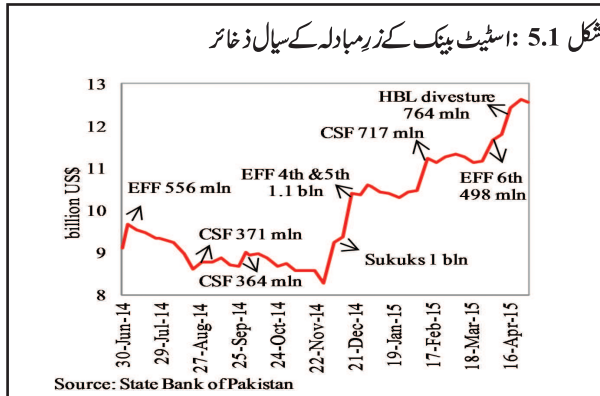 شکل 5.1 :اسٹیٹ بینک کے زرِمبادلہ کے سیال ذخائر
13
12
11
10
9
8
billion US$
EFF 556 mln
CSF 371 mln
CSF 364 mln
EFF 4th &5th
1.1 bln
Sukuks 1 bln
CSF 717 mln
HBL divesture
764 mln
EFF 6th
498 mln
30-Jun-14
29-Jul-14
27-Aug-14
25-Sep-14
24-Oct-14
22-Nov-14
21-Dec-14
19-Jan-15
17-Feb-15
18-Mar-15
16-Apr-15
Source: State Bank of Pakistan